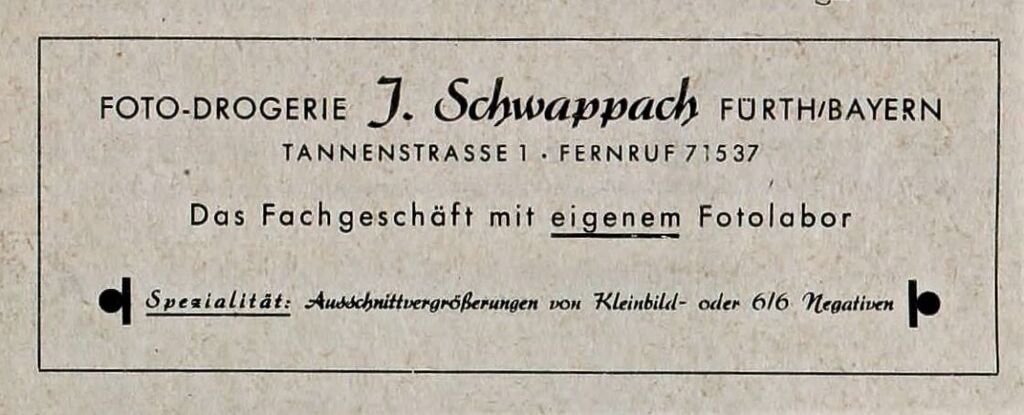 FOTO-DROGERIE J. Schwappach FÜRTH/BAYERN
TANNENSTRASSE 1 · FERNRUF 71537
Das Fachgeschäft mit eigenem Fotolabor
Spezialität: Ausschnittvergrößerungen von Kleinbild- oder 6/6 Negativen